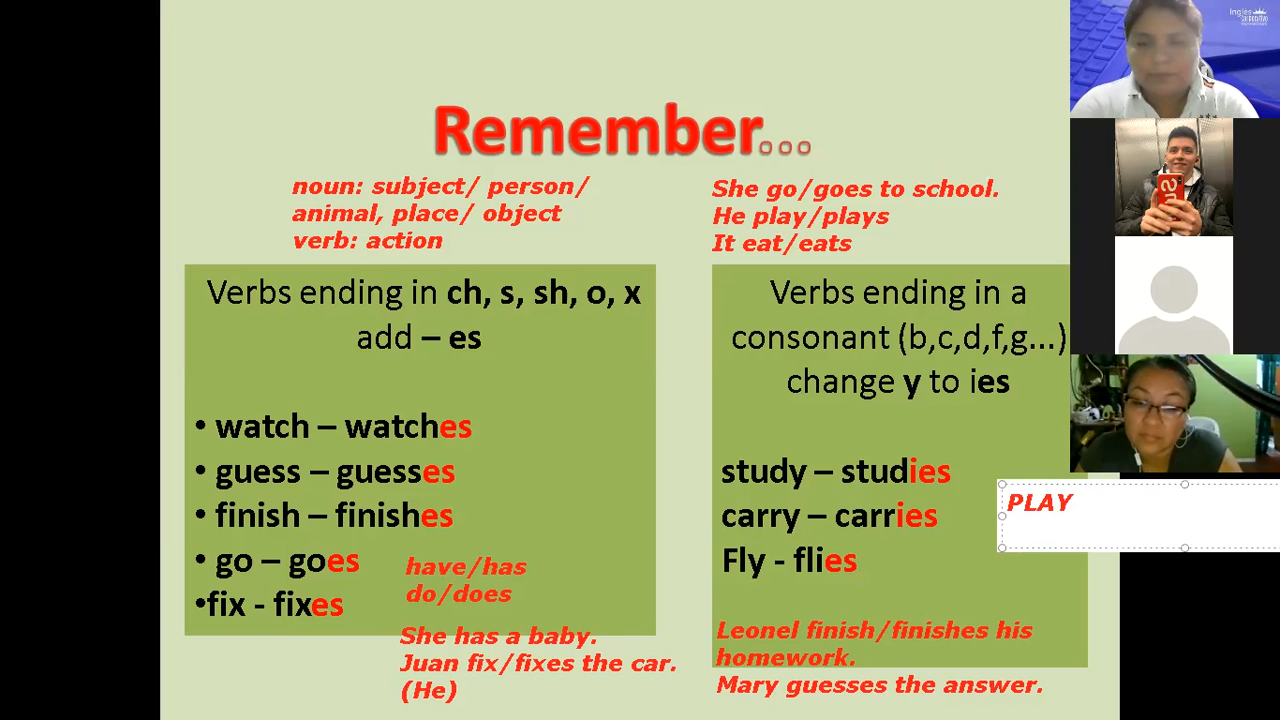 Remember...
noun: subject/ person/
animal, place/ object
verb: action
She go/goes to school.
He play/plays
It eat/eats
Verbs ending in ch, s, sh, o, x
add – es
• watch – watches
• guess – guesses
• finish – finishes
• go – goes
•fix - fixes
have/has
do/does
She has a baby.
Juan fix/fixes the car.
(He)
Verbs ending in a
consonant (b,c,d,f,g...)
change y to ies
study – studies
carry – carries
Fly - flies
Leonel finish/finishes his
homework.
Mary guesses the answer.
PLAY
Ingles